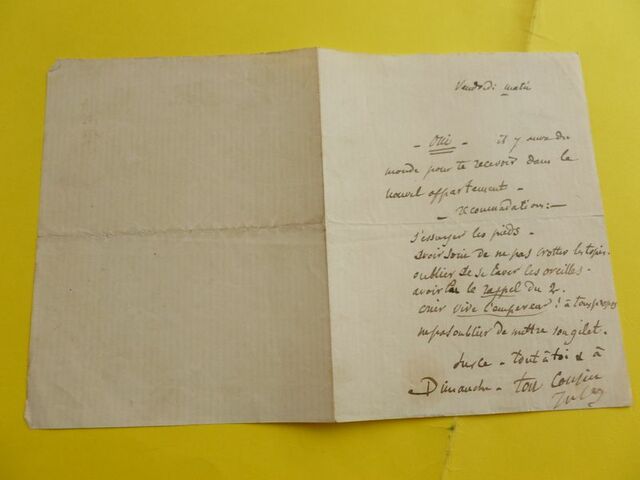 Vendredi matin
- Oui - il y aura du
monde pour te recevoir dans le
nouvel appartement -
- recommandations : -
s'essuyer les pieds -
avoir soin de ne pas crotter les tapis -
oublier de se laver les oreilles -
avoir lu le rappel du 2.
crier vive l'empereur ! à tout propos
ne pas oublier de mettre son gilet.
sur ce - tout à toi & à
Dimanche - ton Cousin
Jules